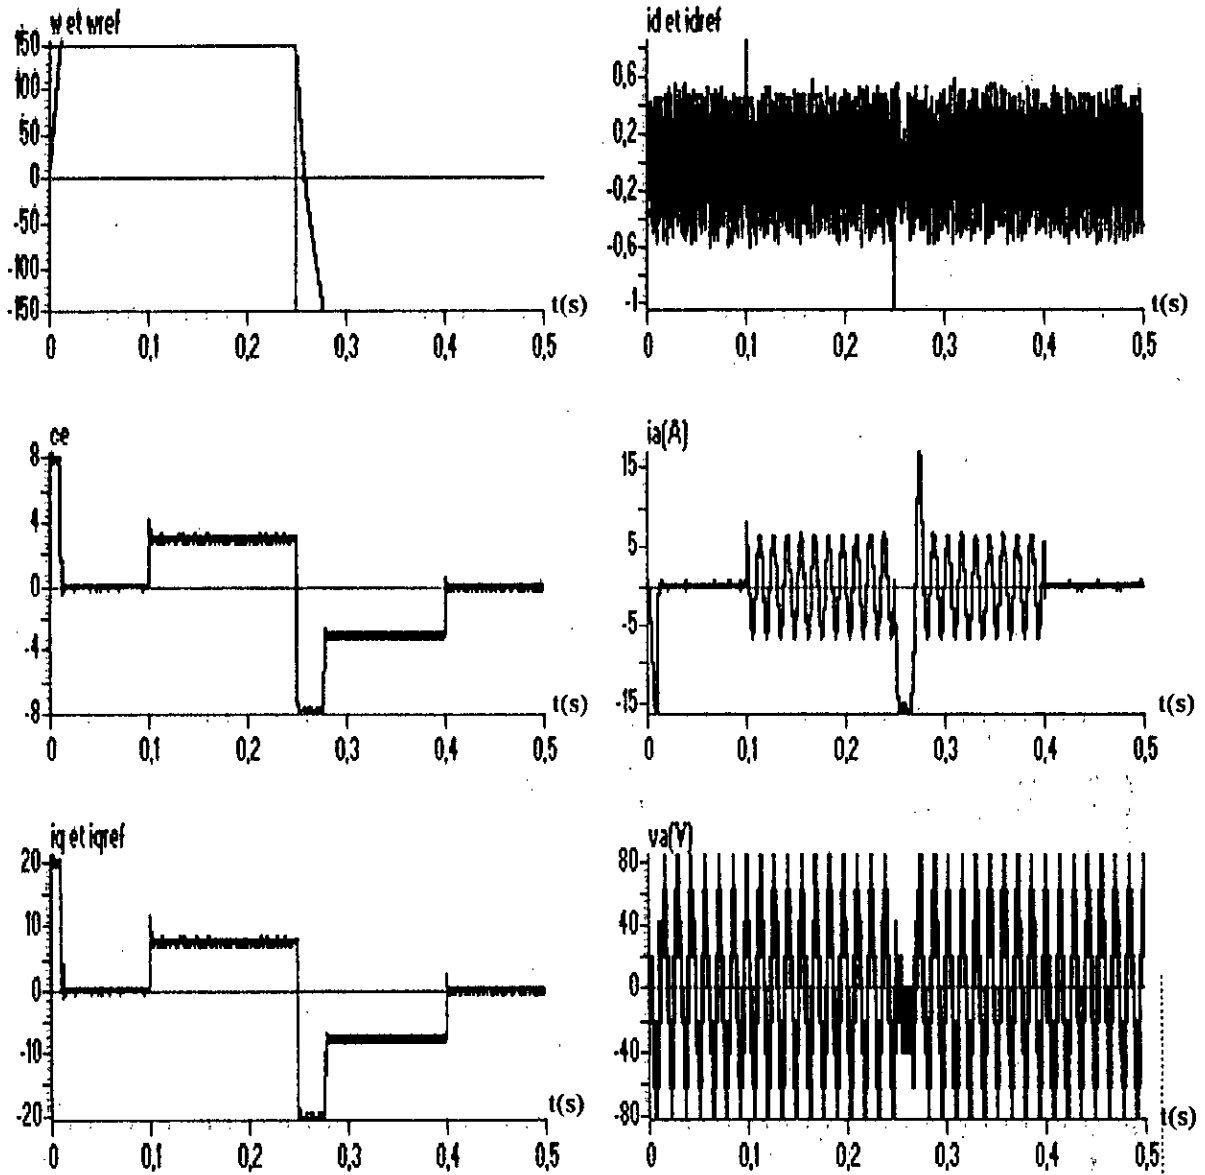 w et wref
150
100
50
0
-50
-100
-150
0 0,1 0,2 0,3 0,4 0,5
t(s)
id et idref
0,6
0,2
-0,2
-0,6
-1
0 0,1 0,2 0,3 0,4 0,5
t(s)
ce
8
4
0
-4
-8
0 0,1 0,2 0,3 0,4 0,5
t(s)
ia(A)
15
5
-5
-15
0 0,1 0,2 0,3 0,4 0,5
t(s)
iq et iqref
20
10
0
-10
-20
0 0,1 0,2 0,3 0,4 0,5
t(s)
va(V)
80
40
0
-40
-80
0 0,1 0,2 0,3 0,4 0,5
t(s)